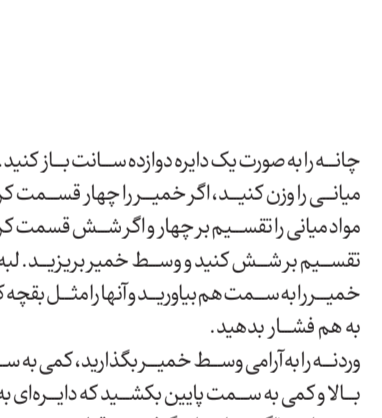 چانه را به صورت یک دایره دوازده سانت باز کنید.
میانی را وزن کنید، اگر خمیر را چهار قسمت
مواد میانی را تقسیم بر چهار و اگر شش قسمت
تقسیم بر شش کنید و وسط خمیر بریزید. لبه
خمیر را به سمت هم بیاورید و آنها را مثل بقچه
به هم فشار بدهید.
وردنه را به آرامی وسط خمیر بگذارید، کمی به
بالا و کمی به سمت پایین بکشید که دایره‌ای به